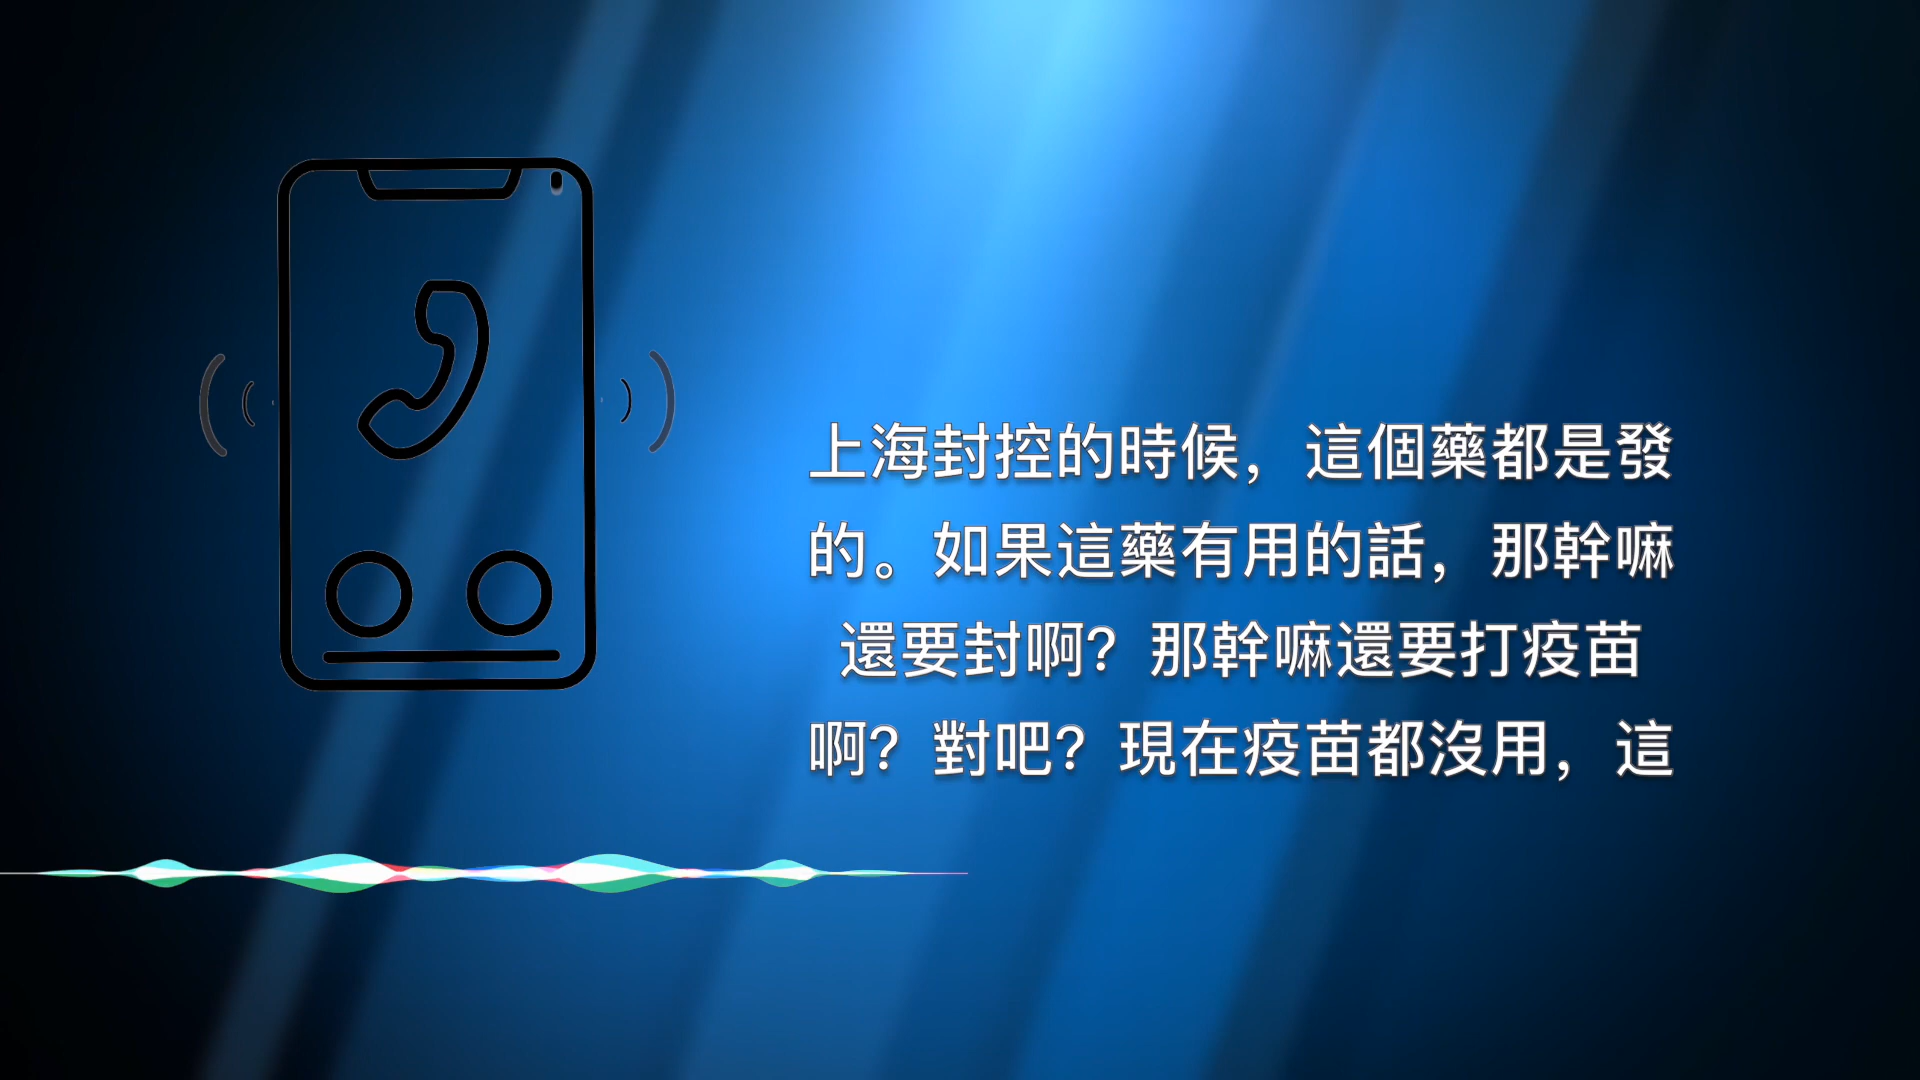 上海封控的時候，這個藥都是發
的。如果這藥有用的話，那幹嘛
還要封啊？那幹嘛還要打疫苗
啊？對吧？現在疫苗都沒用，這